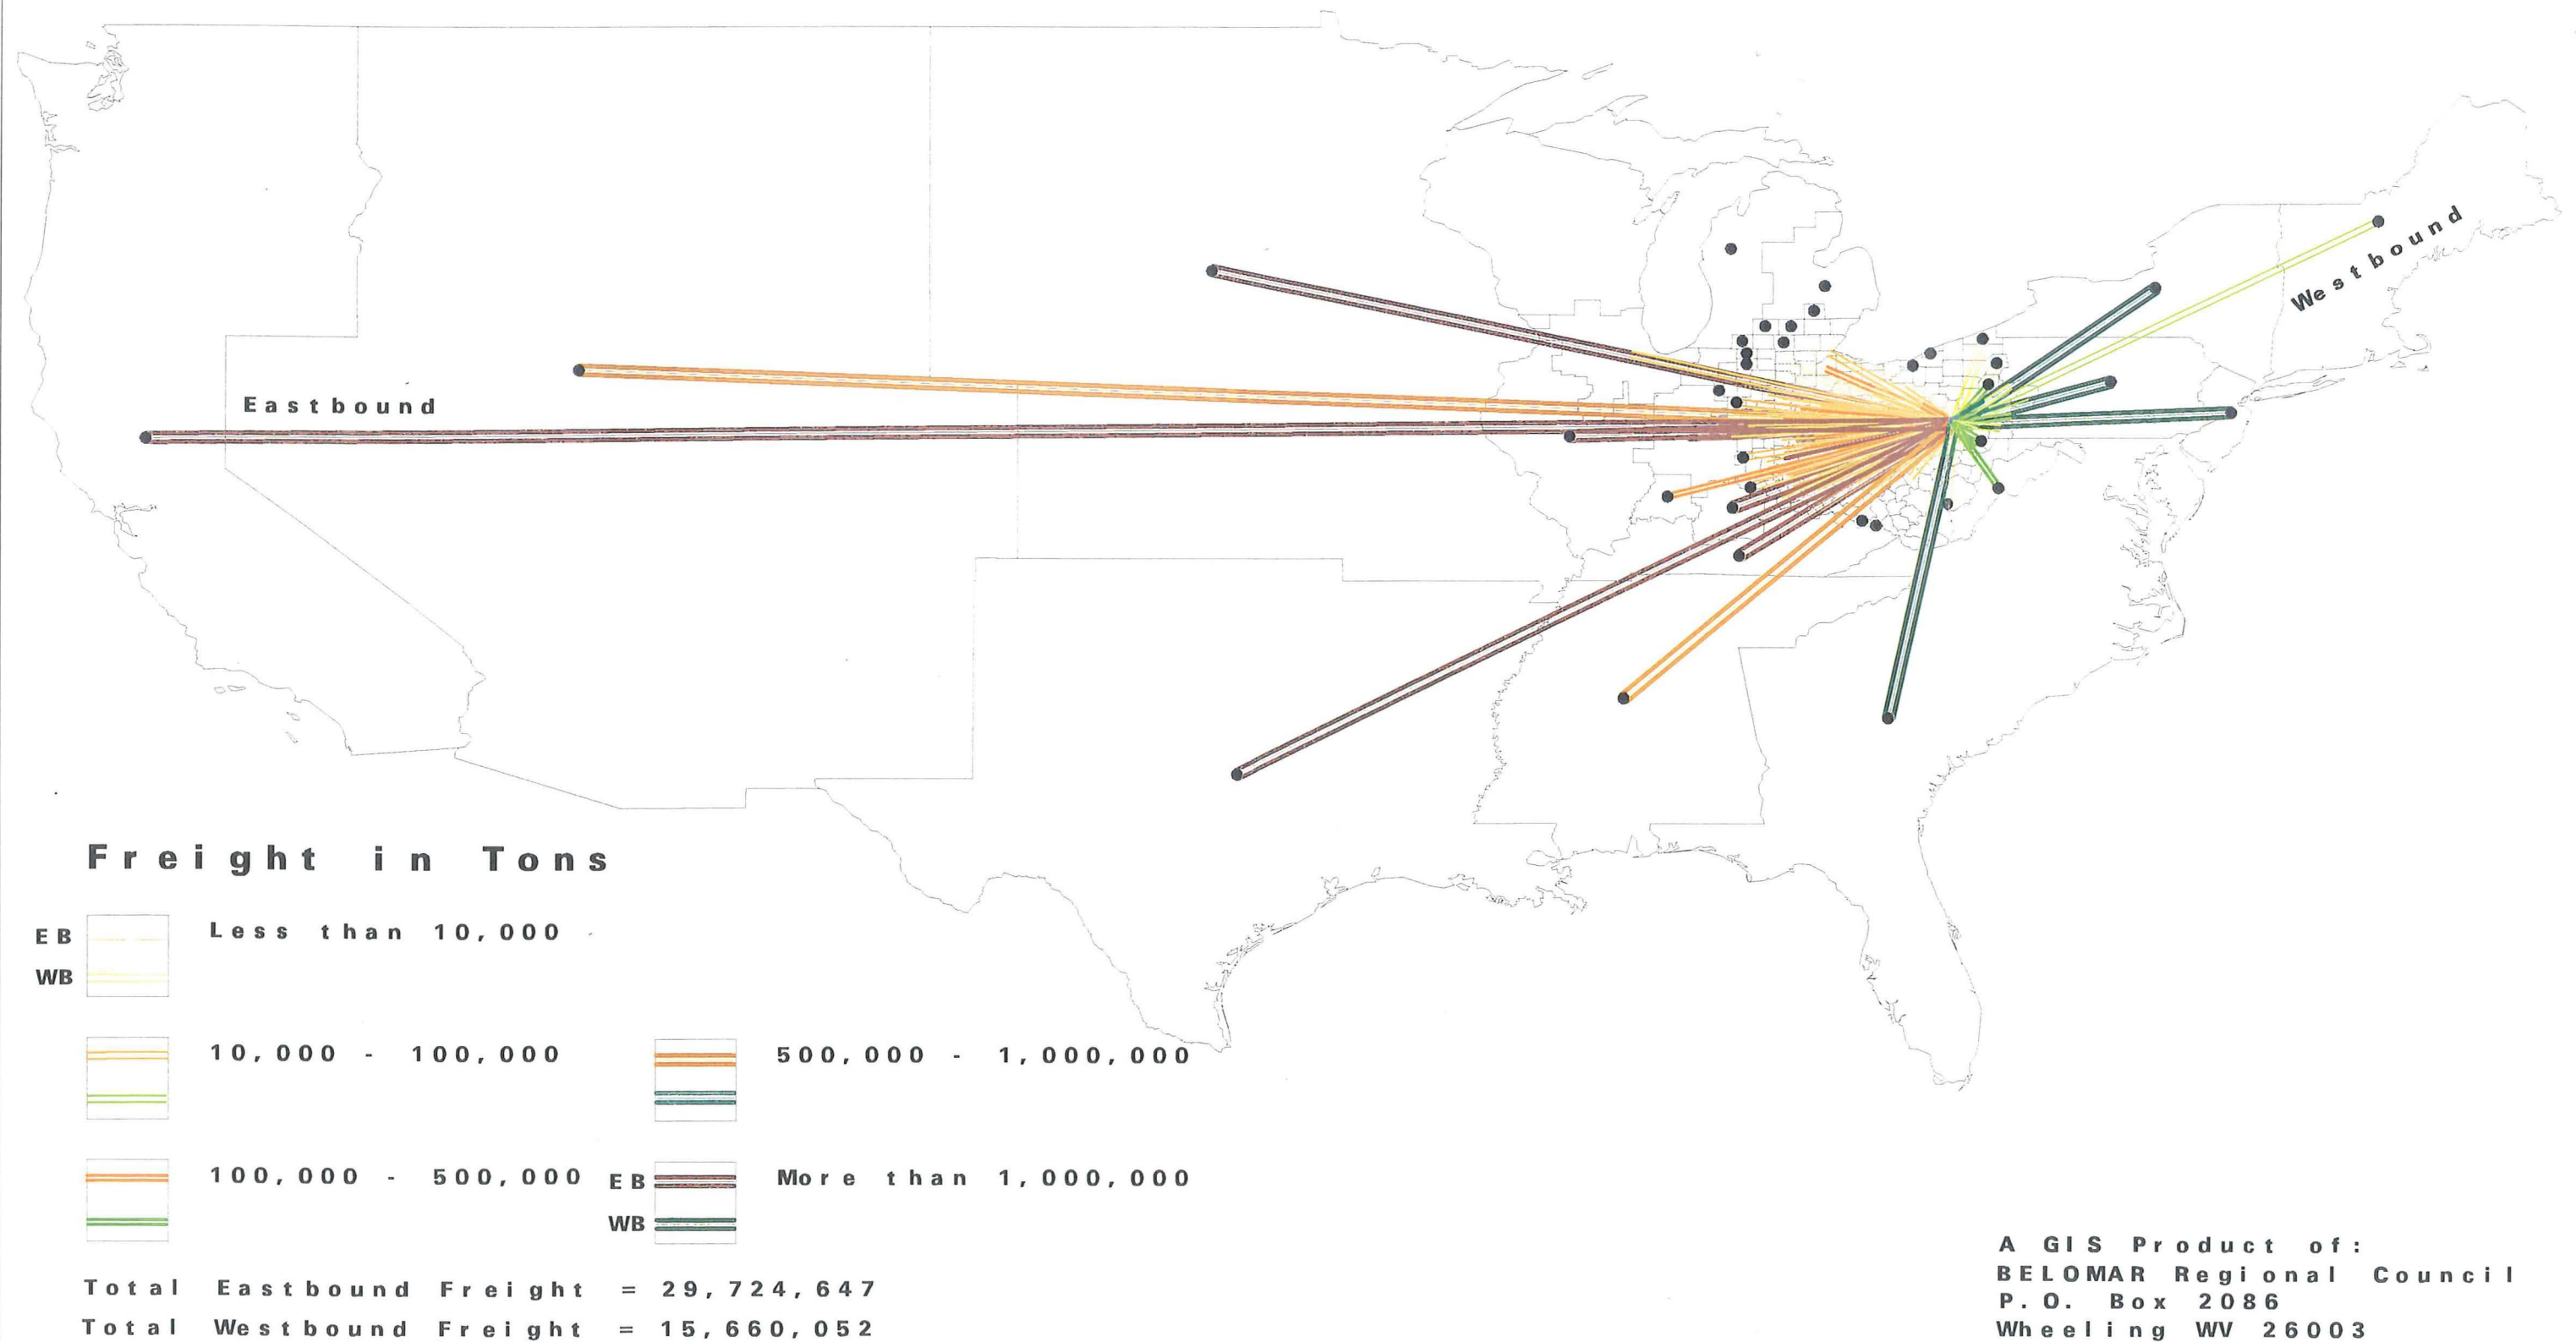 Westbound
Eastbound
Freight in Tons
EB Less than 10,000
WB
10,000 - 100,000
500,000 - 1,000,000
100,000 - 500,000
EB More than 1,000,000
WB
Total Eastbound Freight = 29,724,647
Total Westbound Freight = 15,660,052
A GIS Product of:
BELOMAR Regional Council
P.O. Box 2086
Wheeling WV 26003